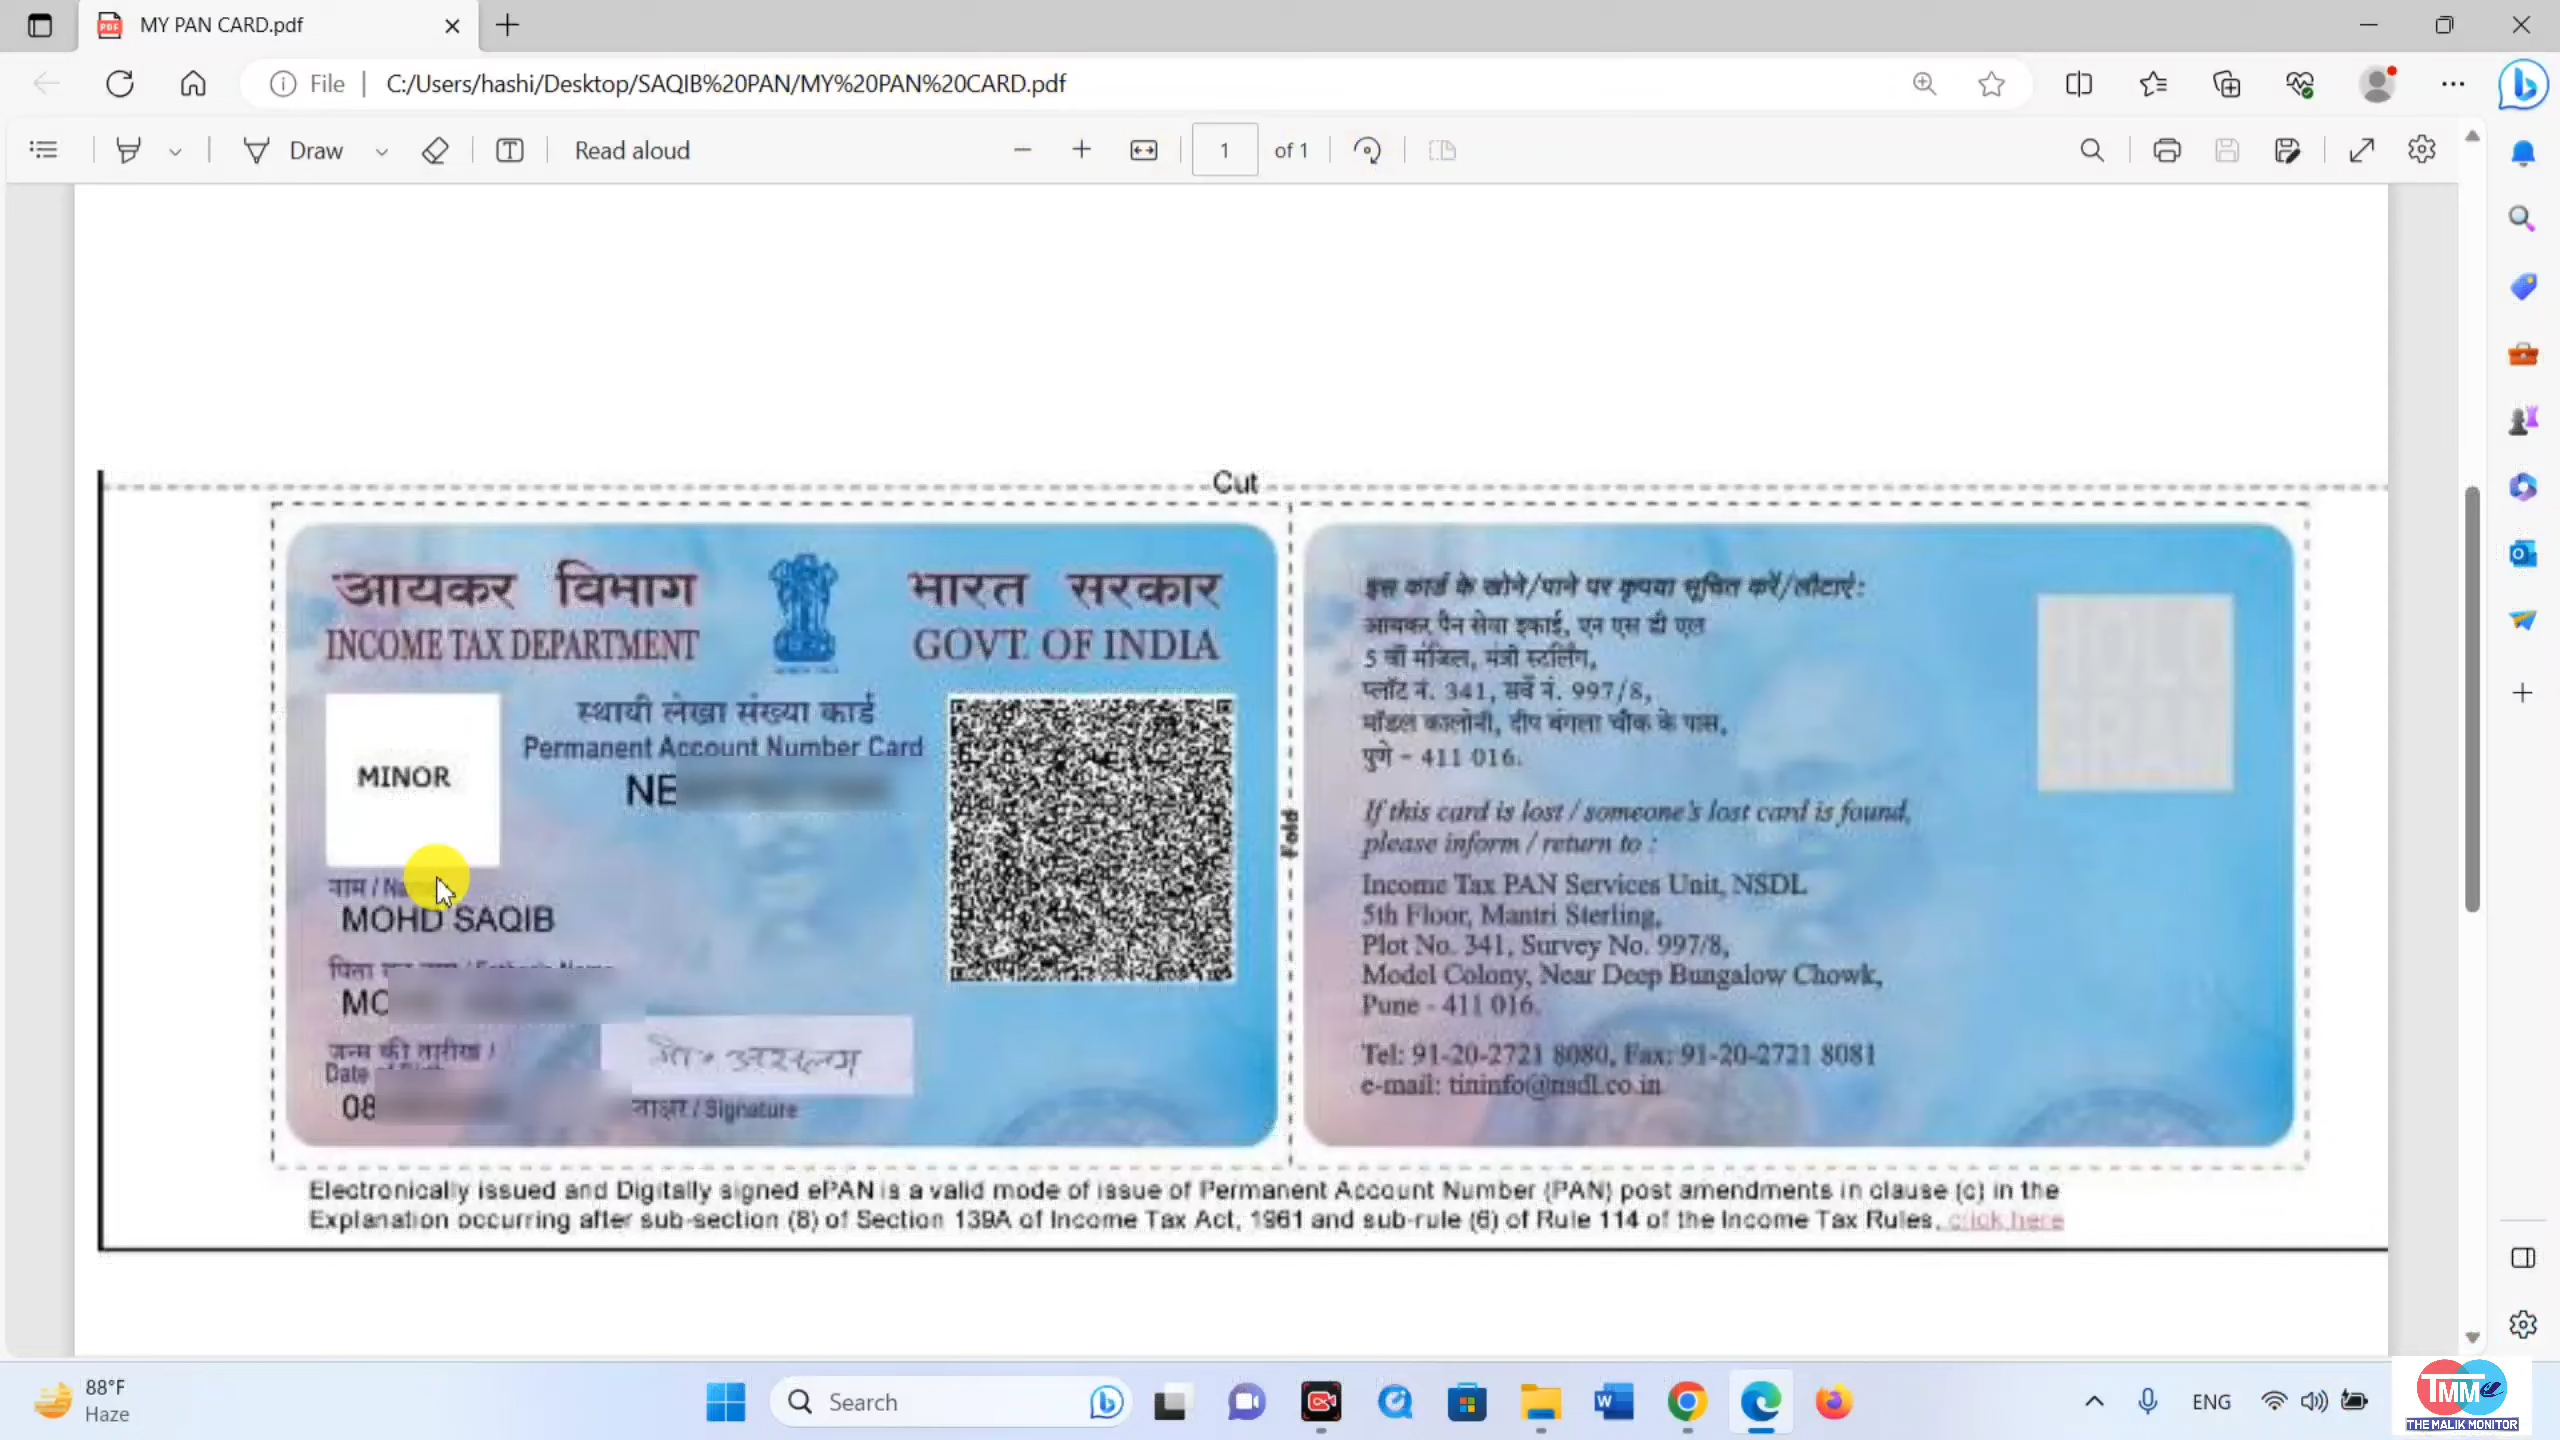 MY PAN CARD.pdf
File
C:/Users/hashi/Desktop/SAQIB%20PAN/MY%20PAN%20CARD.pdf
Draw
Read aloud
1
of 1
Cut
आयकर विभाग
INCOME TAX DEPARTMENT
भारत सरकार
GOVT. OF INDIA
MINOR
स्थायी लेखा संख्या कार्ड
Permanent Account Number Card
NE
नाम / Na
MOHD SAQIB
पिता
MO
जन्म की तारीख /
Date
08
/ Signature
Fold
इस कार्ड के खोने/पाने पर कृपया सूचित करें/लौटाएं:
आयकर पैन सेवा इकाई, एन एस डी एल
5 वीं मंजिल, मंत्री स्टर्लिंग,
प्लॉट नं. 341, सर्वे नं. 997/8,
मॉडल कालोनी, दीप बंगला चौक के पास,
पुणे - 411 016.
If this card is lost / someone's lost card is found,
please inform / return to :
Income Tax PAN Services Unit, NSDL
5th Floor, Mantri Sterling,
Plot No. 341, Survey No. 997/8,
Model Colony, Near Deep Bungalow Chowk,
Pune - 411 016.
Tel: 91-20-2721 8080, Fax: 91-20-2721 8081
e-mail: tininfo@nsdl.co.in
Electronically issued and Digitally signed ePAN is a valid mode of issue of Permanent Account Number (PAN) post amendments in clause (c) in the
Explanation occurring after sub-section (8) of Section 139A of Income Tax Act, 1961 and sub-rule (6) of Rule 114 of the Income Tax Rules, click here
88°F
Haze
Search
ENG
TMM
THE MALIK MONITOR